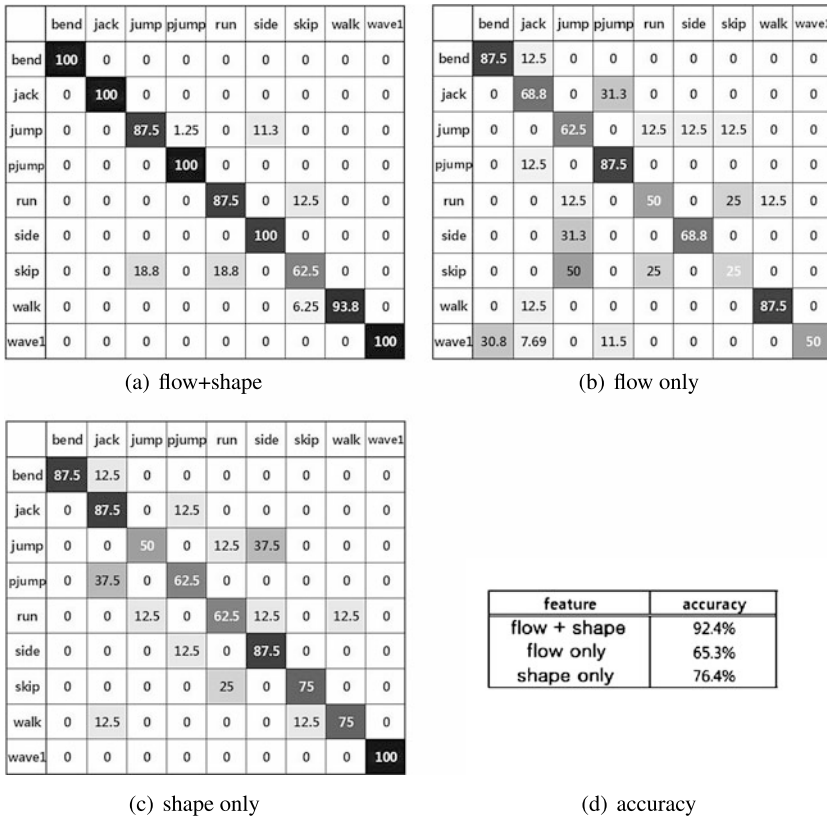 bend jack jump pjump run side skip walk wave1
bend 100 0 0 0 0 0 0 0 0
jack 0 100 0 0 0 0 0 0 0
jump 0 0 87.5 1.25 0 11.3 0 0 0
pjump 0 0 0 100 0 0 0 0 0
run 0 0 0 0 87.5 0 12.5 0 0
side 0 0 0 0 0 100 0 0 0
skip 0 0 18.8 0 18.8 0 62.5 0 0
walk 0 0 0 0 0 0 6.25 93.8 0
wave1 0 0 0 0 0 0 0 0 100
(a) flow+shape
bend jack jump pjump run side skip walk wave1
bend 87.5 12.5 0 0 0 0 0 0 0
jack 0 68.8 0 31.3 0 0 0 0 0
jump 0 0 62.5 0 12.5 12.5 12.5 0 0
pjump 0 12.5 0 87.5 0 0 0 0 0
run 0 0 12.5 0 50 0 25 12.5 0
side 0 0 31.3 0 0 68.8 0 0 0
skip 0 0 50 0 25 0 25 0 0
walk 0 12.5 0 0 0 0 0 87.5 0
wave1 30.8 7.69 0 11.5 0 0 0 0 50
(b) flow only
bend jack jump pjump run side skip walk wave1
bend 87.5 12.5 0 0 0 0 0 0 0
jack 0 87.5 0 12.5 0 0 0 0 0
jump 0 0 50 0 12.5 37.5 0 0 0
pjump 0 37.5 0 62.5 0 0 0 0 0
run 0 0 12.5 0 62.5 12.5 0 12.5 0
side 0 0 0 12.5 0 87.5 0 0 0
skip 0 0 0 0 25 0 75 0 0
walk 0 12.5 0 0 0 0 12.5 75 0
wave1 0 0 0 0 0 0 0 0 100
(c) shape only
feature accuracy
flow + shape 92.4%
flow only 65.3%
shape only 76.4%
(d) accuracy